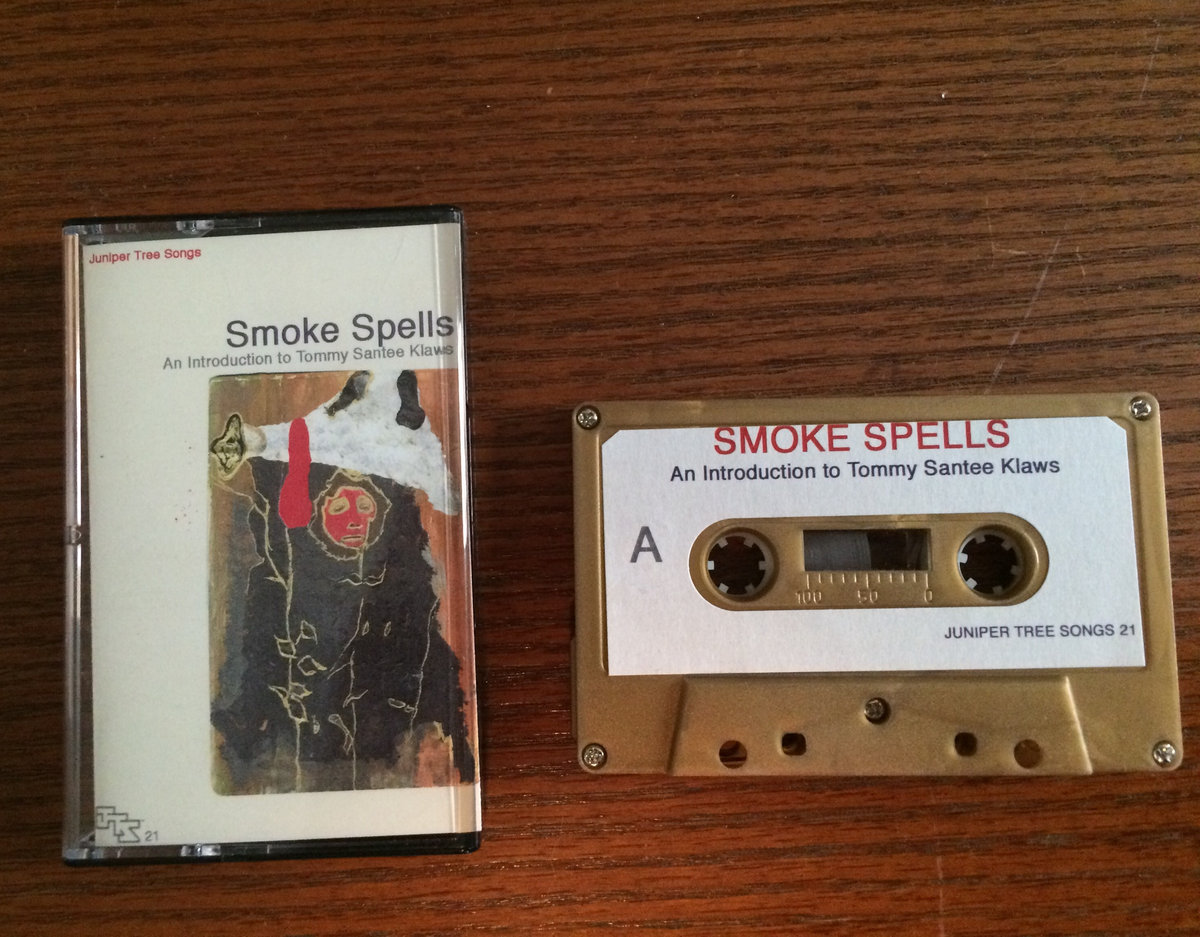 Juniper Tree Songs
Smoke Spells
An Introduction to Tommy Santee Klaws
JTS 21
SMOKE SPELLS
An Introduction to Tommy Santee Klaws
A
100 50 0
JUNIPER TREE SONGS 21